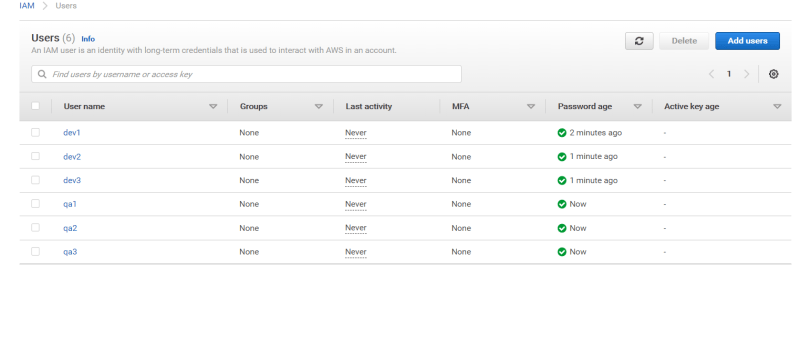 IAM > Users
Users (6) Info
An IAM user is an identity with long-term credentials that is used to interact with AWS in an account.
Delete
Add users
Find users by username or access key
1
User name Groups Last activity MFA Password age Active key age
dev1 None Never None 2 minutes ago -
dev2 None Never None 1 minute ago -
dev3 None Never None 1 minute ago -
qa1 None Never None Now -
qa2 None Never None Now -
qa3 None Never None Now -